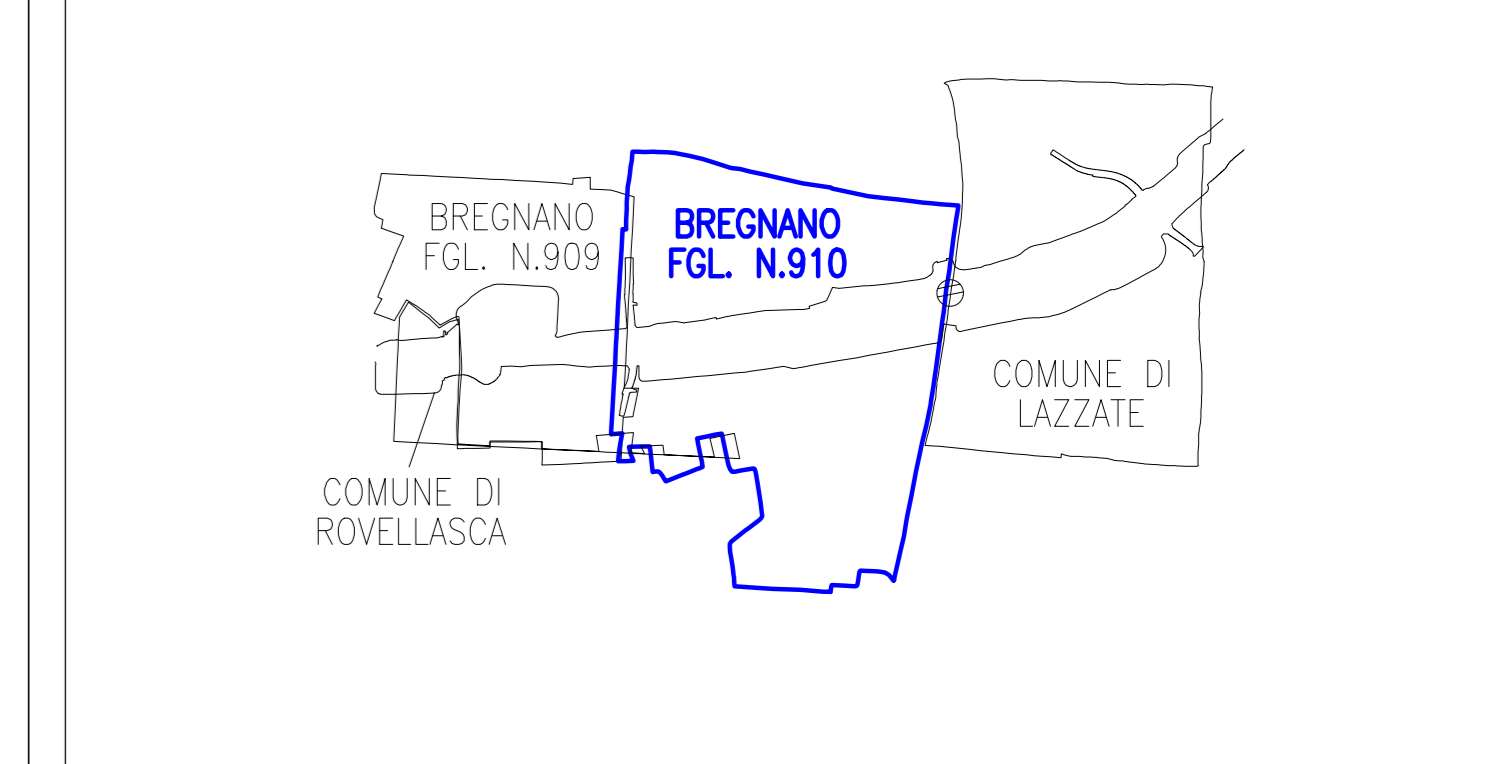 BREGNANO
FGL. N.909
BREGNANO
FGL. N.910
COMUNE DI
LAZZATE
COMUNE DI
ROVELLASCA